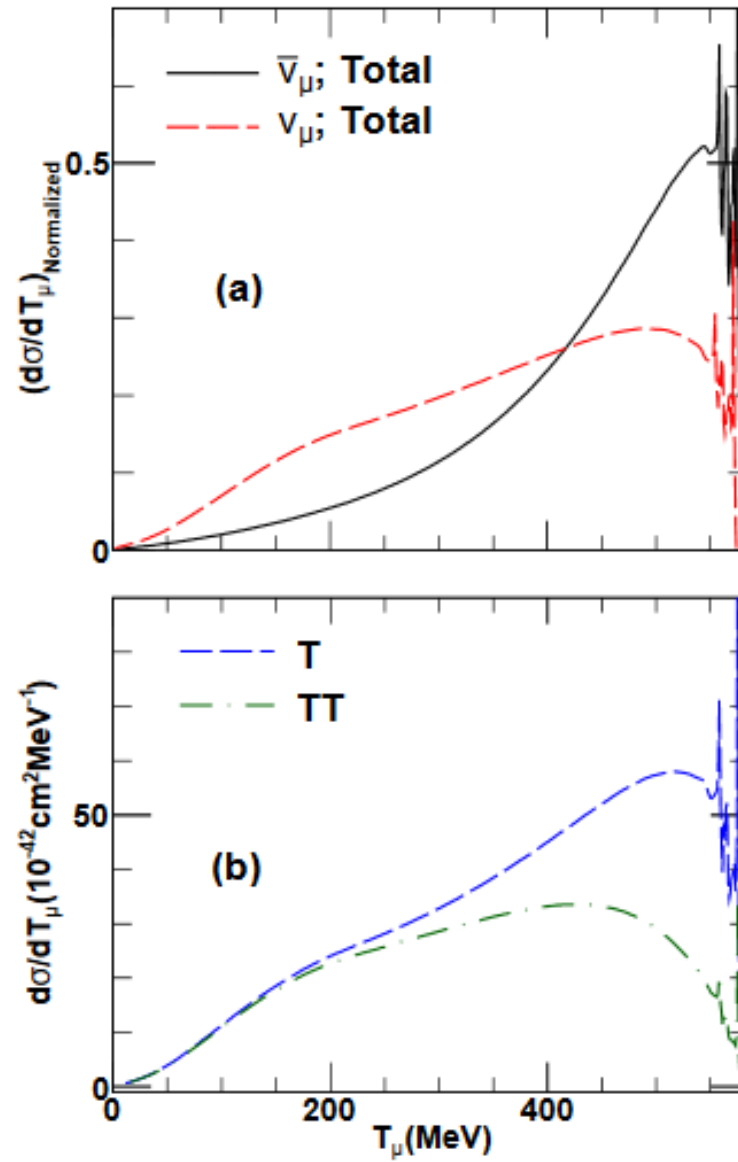 ν̅μ; Total
νμ; Total
0.5
(dσ/dTμ)Normalized
(a)
0
T
TT
50
dσ/dTμ(10⁻⁴²cm²MeV⁻¹)
(b)
0
0 200 400
Tμ(MeV)